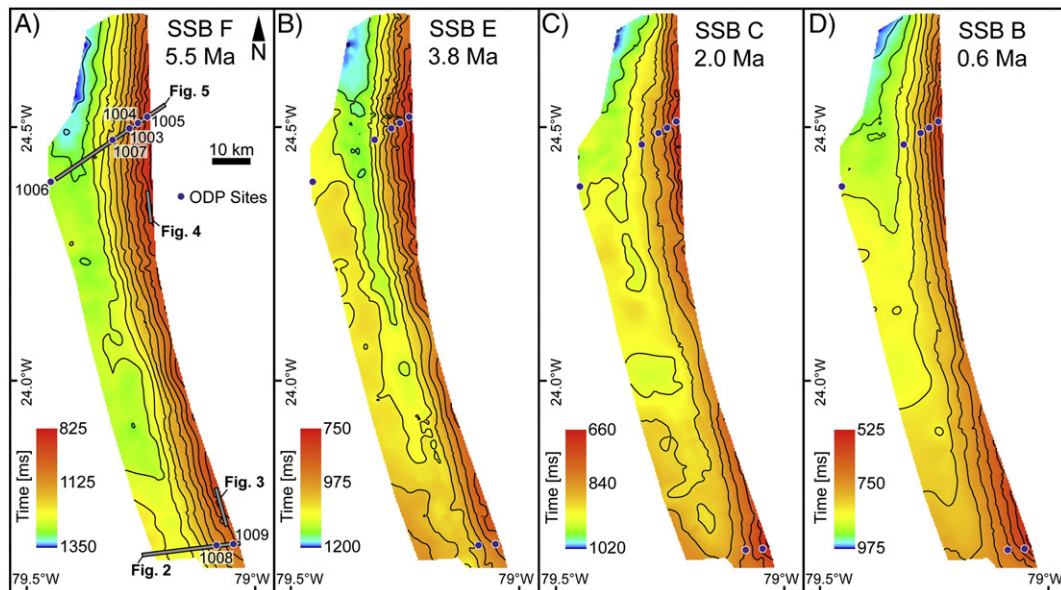 A)
SSB F
5.5 Ma
N
Fig. 5
24.5°W
1004
1005
1003
1007
10 km
1006
ODP Sites
Fig. 4
24.0°W
825
1125
1350
Time [ms]
Fig. 3
1009
1008
Fig. 2
79.5W
79°W
B)
SSB E
3.8 Ma
24.5°W
24.0°W
750
975
1200
Time [ms]
79.5°W
79°W
C)
SSB C
2.0 Ma
24.5°W
24.0°W
660
840
1020
Time [ms]
79.5°W
79°W
D)
SSB B
0.6 Ma
24.5°W
24.0°W
525
750
975
Time [ms]
79.5°W
79°W